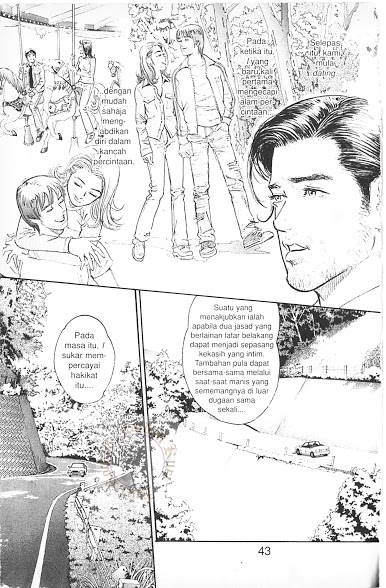 Selepas
itu, kami
mula
dating.
Pada
ketika itu,
I yang
baru kali
pertama
mengecapi
alam per-
cintaan...
...dengan
mudah
sahaja
meng-
abdikan
diri dalam
kancah
percintaan.
Suatu yang
menakjubkan ialah
apabila dua jasad yang
berlainan latar belakang
dapat menjadi sepasang
kekasih yang intim.
Tambahan pula dapat
bersama-sama melalui
saat-saat manis yang
sememangnya di luar
dugaan sama
sekali....
Pada
masa itu, I
sukar mem-
percayai
hakikat
itu....
43